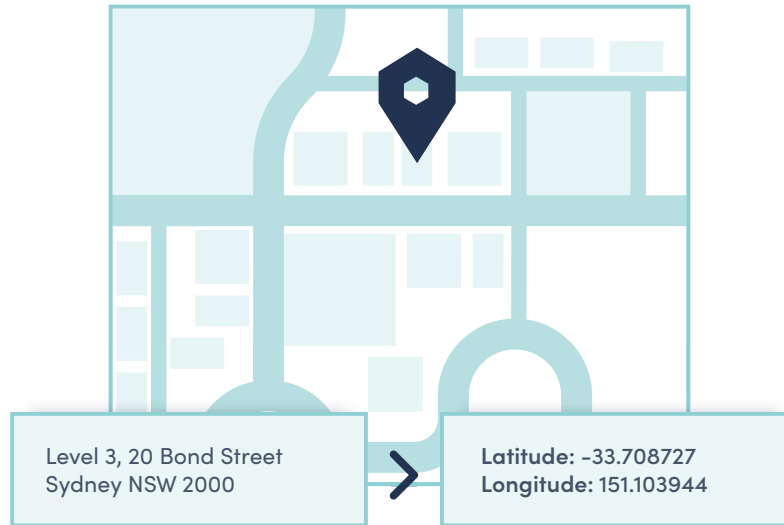 Level 3, 20 Bond Street
Sydney NSW 2000
Latitude: -33.708727
Longitude: 151.103944